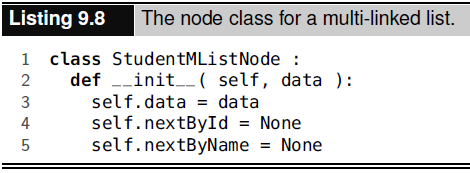 Listing 9.8 The node class for a multi-linked list.
1 class StudentMListNode :
2   def __init__( self, data ):
3     self.data = data
4     self.nextById = None
5     self.nextByName = None